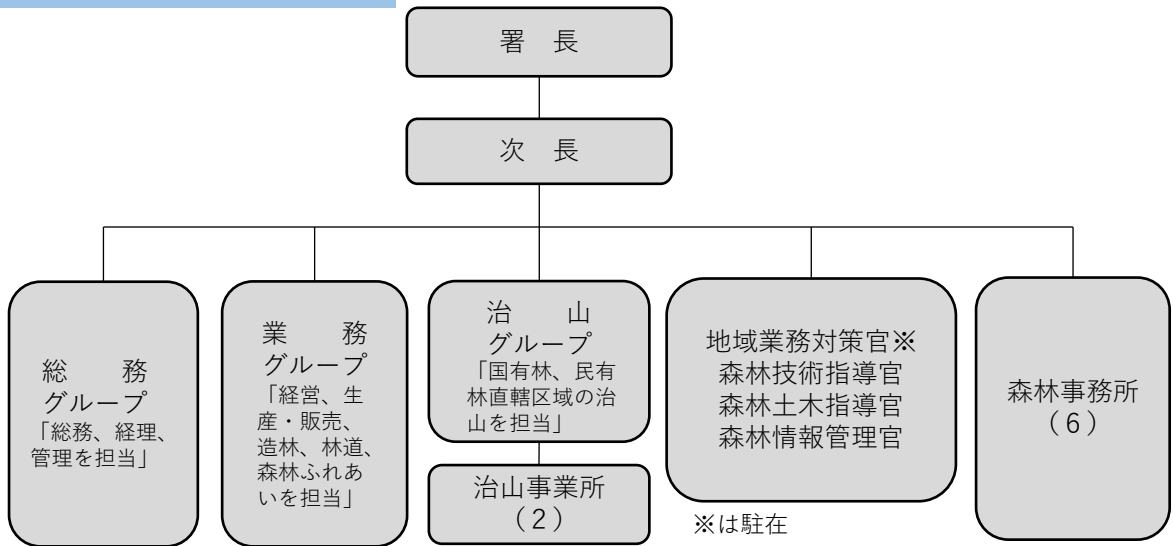 署　長
次　長
総　　務
グループ
「総務、経理、
管理を担当」
業　　務
グループ
「経営、生
産・販売、
造林、林道、
森林ふれあ
いを担当」
治　　山
グループ
「国有林、民有
林直轄区域の治
山を担当」
治山事業所
（２）
地域業務対策官※
森林技術指導官
森林土木指導官
森林情報管理官
※は駐在
森林事務所
（６）